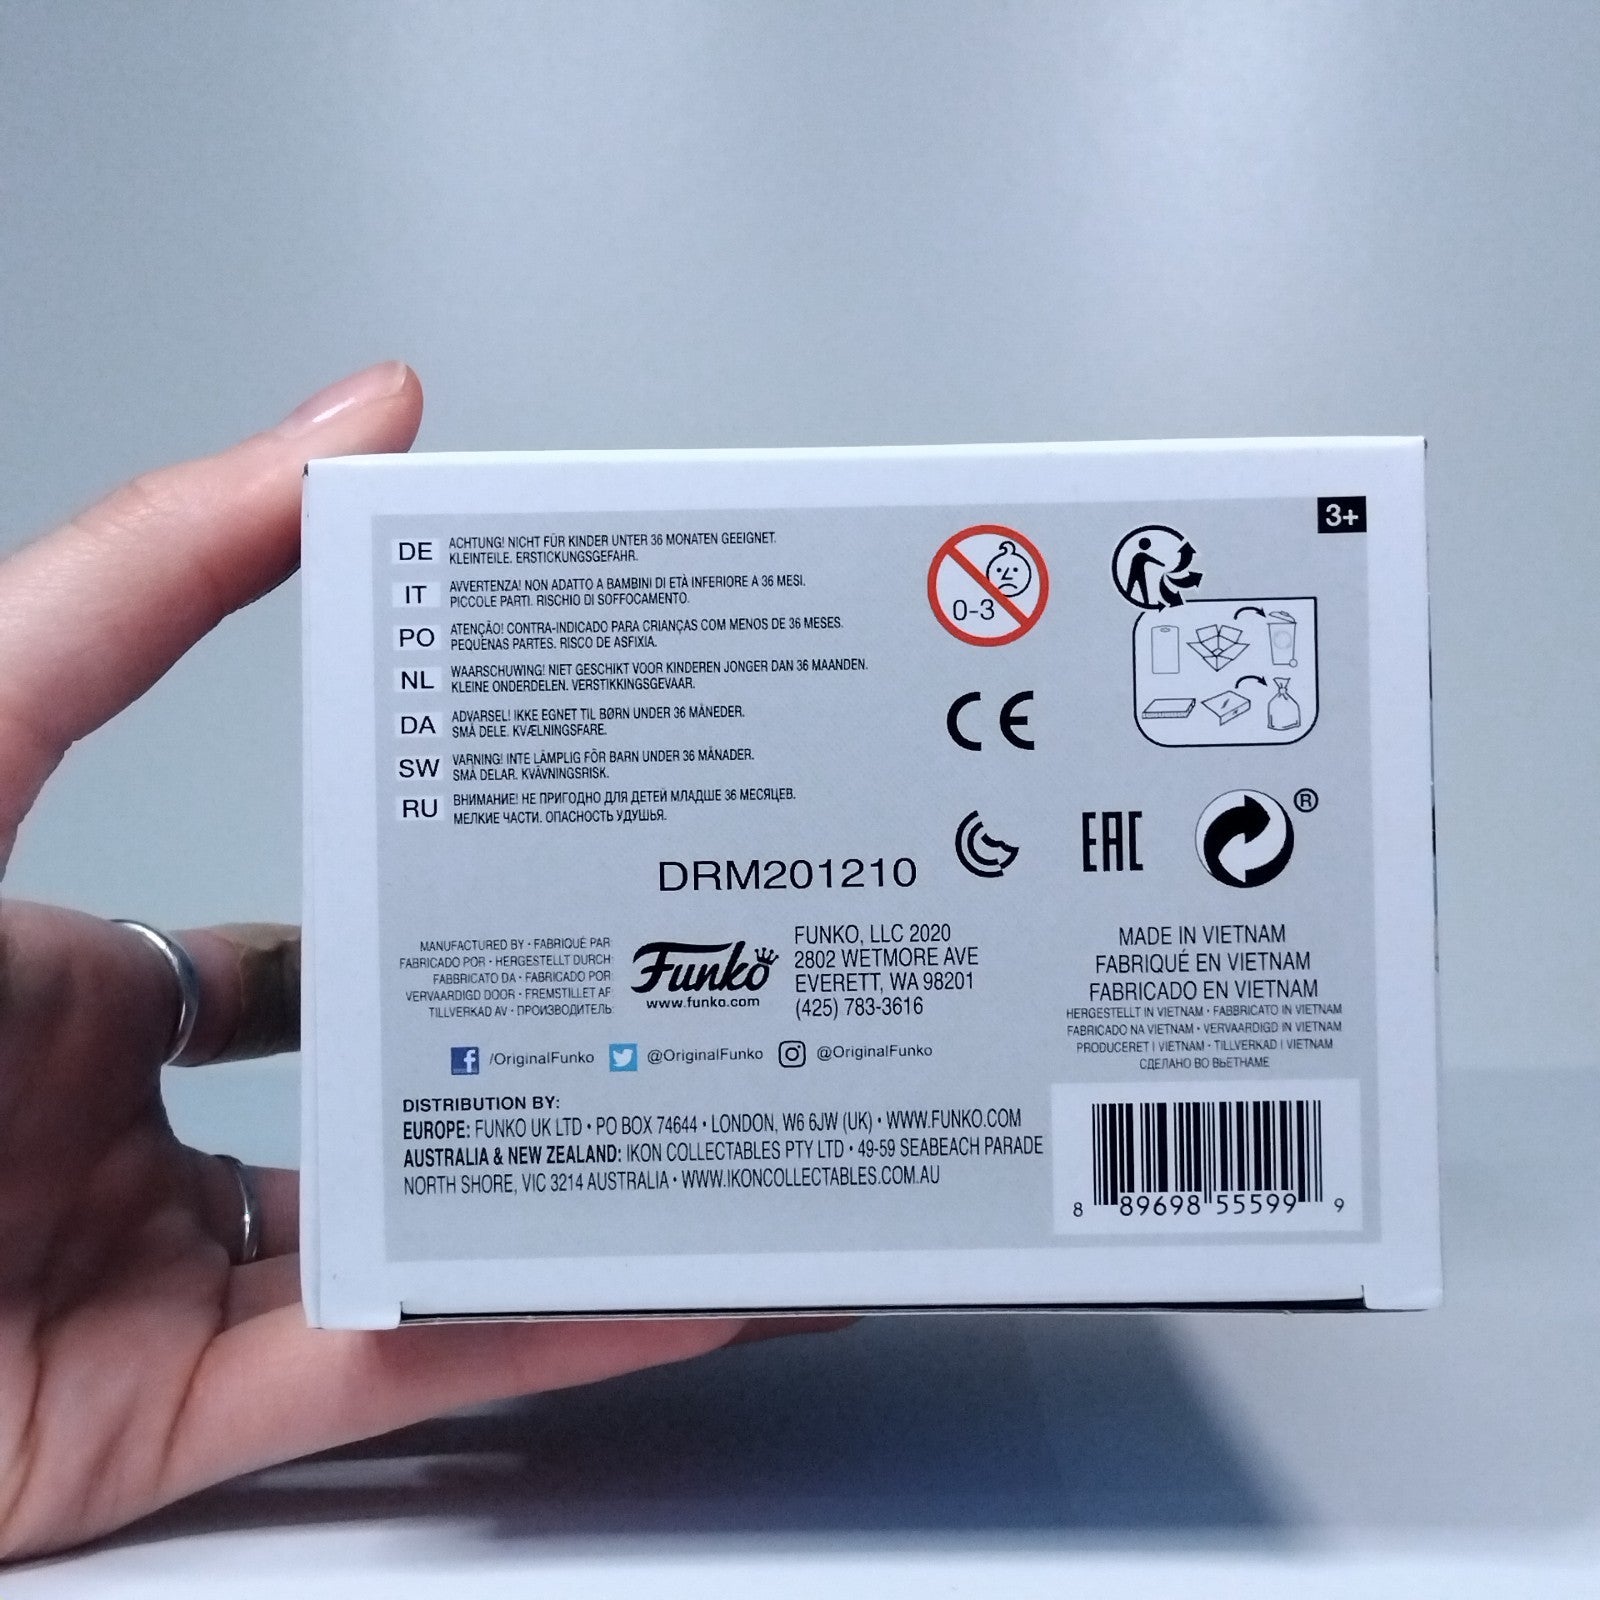 3+
DE ACHTUNG! NICHT FÜR KINDER UNTER 36 MONATEN GEEIGNET.
KLEINTEILE. ERSTICKUNGSGEFAHR.
IT AVVERTENZA! NON ADATTO A BAMBINI DI ETÀ INFERIORE A 36 MESI.
PICCOLE PARTI. RISCHIO DI SOFFOCAMENTO.
PO ATENÇÃO! CONTRA-INDICADO PARA CRIANÇAS COM MENOS DE 36 MESES.
PEQUENAS PARTES. RISCO DE ASFIXIA.
NL WAARSCHUWING! NIET GESCHIKT VOOR KINDEREN JONGER DAN 36 MAANDEN.
KLEINE ONDERDELEN. VERSTIKKINGSGEVAAR.
DA ADVARSEL! IKKE EGNET TIL BØRN UNDER 36 MÅNEDER.
SMÅ DELE. KVÆLNINGSFARE.
SW VARNING! INTE LÄMPLIG FÖR BARN UNDER 36 MÅNADER.
SMÅ DELAR. KVÄVNINGSRISK.
RU ВНИМАНИЕ! НЕ ПРИГОДНО ДЛЯ ДЕТЕЙ МЛАДШЕ 36 МЕСЯЦЕВ.
МЕЛКИЕ ЧАСТИ. ОПАСНОСТЬ УДУШЬЯ.
0-3
CE
EAC
®
DRM201210
MANUFACTURED BY • FABRIQUÉ PAR:
FABRICADO POR • HERGESTELLT DURCH:
FABBRICATO DA • FABRICADO POR:
VERVAARDIGD DOOR • FREMSTILLET AF:
TILLVERKAD AV • ПРОИЗВОДИТЕЛЬ:
Funko
www.funko.com
FUNKO, LLC 2020
2802 WETMORE AVE
EVERETT, WA 98201
(425) 783-3616
MADE IN VIETNAM
FABRIQUÉ EN VIETNAM
FABRICADO EN VIETNAM
HERGESTELLT IN VIETNAM • FABBRICATO IN VIETNAM
FABRICADO NA VIETNAM • VERVAARDIGD IN VIETNAM
PRODUCERET I VIETNAM • TILLVERKAD I VIETNAM
СДЕЛАНО ВО ВЬЕТНАМЕ
/OriginalFunko @OriginalFunko @OriginalFunko
DISTRIBUTION BY:
EUROPE: FUNKO UK LTD • PO BOX 74644 • LONDON, W6 6JW (UK) • WWW.FUNKO.COM
AUSTRALIA & NEW ZEALAND: IKON COLLECTABLES PTY LTD • 49-59 SEABEACH PARADE
NORTH SHORE, VIC 3214 AUSTRALIA • WWW.IKONCOLLECTABLES.COM.AU
8 89698 55599 9